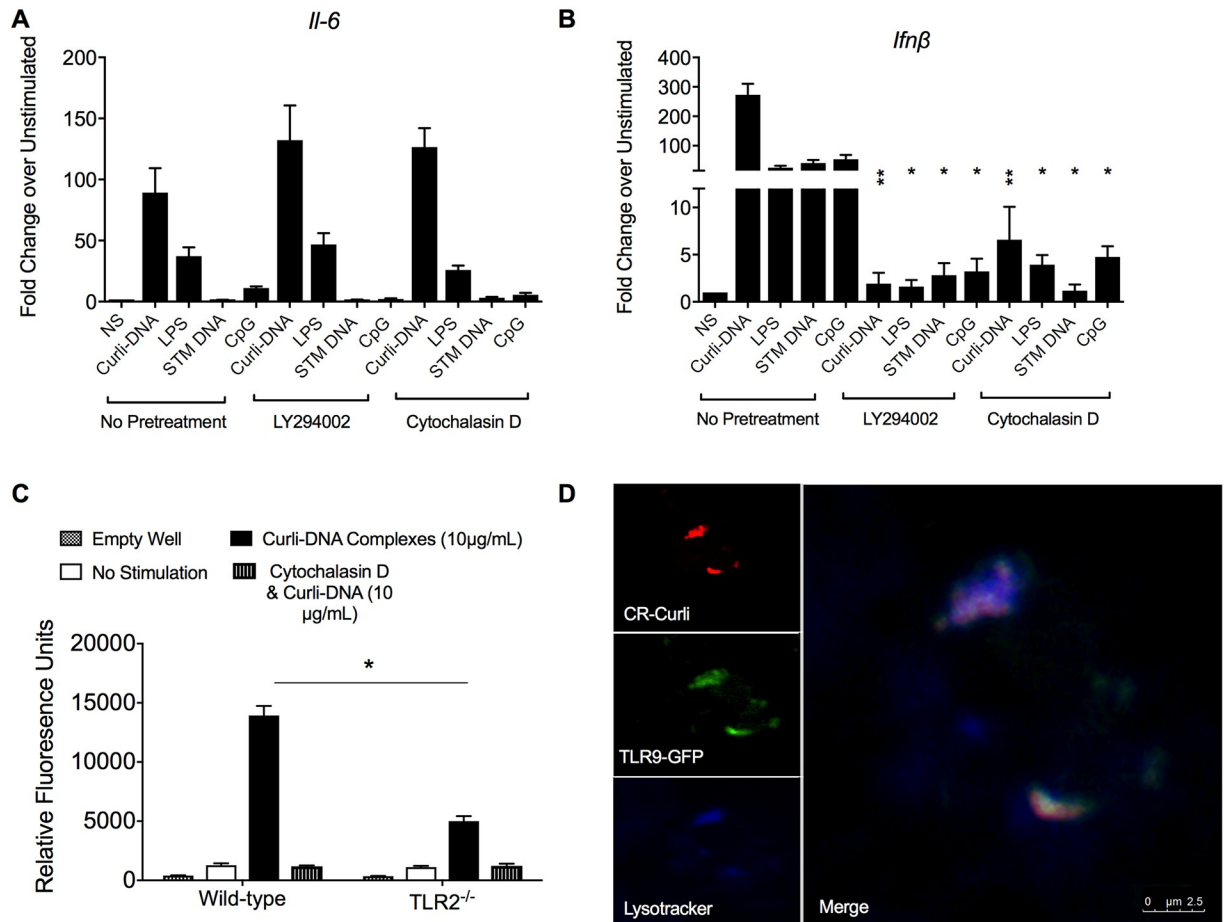 A
Il-6
Fold Change over Unstimulated
200
150
100
50
0
NS
Curli-DNA
LPS
STM DNA
CpG
Curli-DNA
LPS
STM DNA
CpG
Curli-DNA
LPS
STM DNA
CpG
No Pretreatment
LY294002
Cytochalasin D
B
Ifnβ
Fold Change over Unstimulated
400
300
200
100
10
5
0
** * * * ** * * *
NS
Curli-DNA
LPS
STM DNA
CpG
Curli-DNA
LPS
STM DNA
CpG
Curli-DNA
LPS
STM DNA
CpG
No Pretreatment
LY294002
Cytochalasin D
C
Empty Well
Curli-DNA Complexes (10µg/mL)
No Stimulation
Cytochalasin D
& Curli-DNA (10
µg/mL)
Relative Fluoresence Units
20000
15000
10000
5000
0
*
Wild-type
TLR2-/-
D
CR-Curli
TLR9-GFP
Lysotracker
Merge
0 µm 2.5